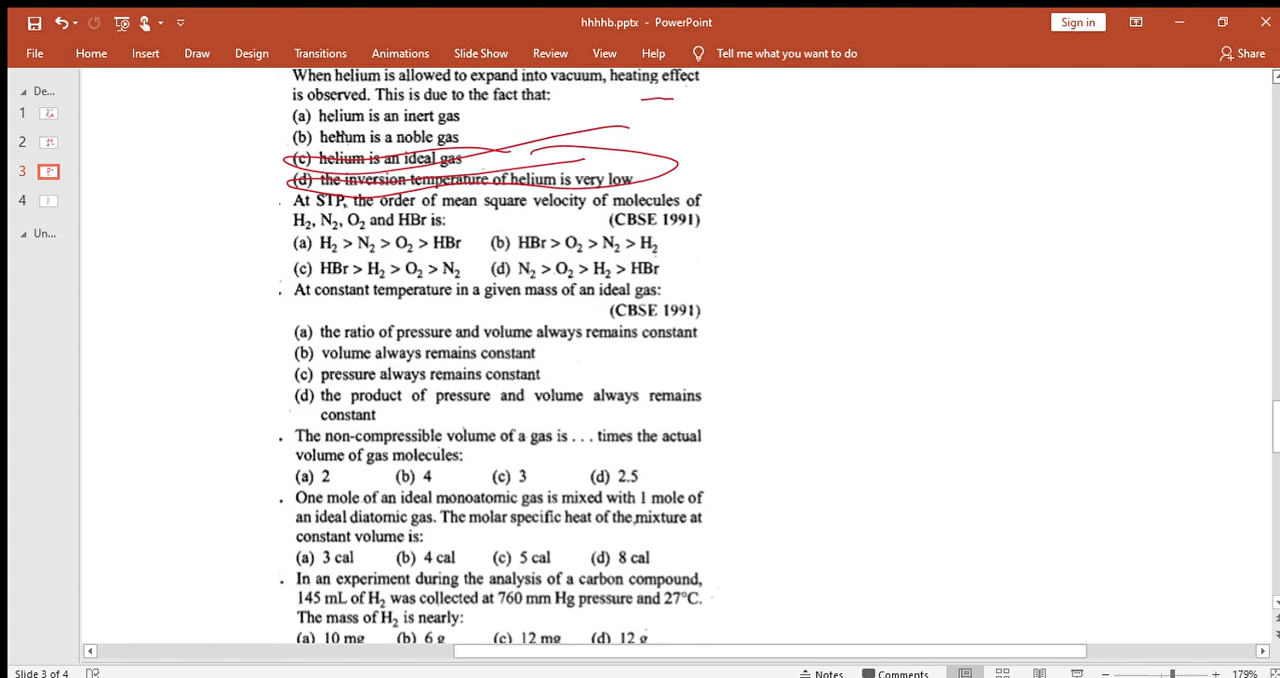 hhhhb.pptx - PowerPoint
Sign in
File Home Insert Draw Design Transitions Animations Slide Show Review View Help Tell me what you want to do Share
De...
1
2
3
4
Un...
When helium is allowed to expand into vacuum, heating effect
is observed. This is due to the fact that:
(a) helium is an inert gas
(b) helium is a noble gas
(c) helium is an ideal gas
(d) the inversion temperature of helium is very low
. At STP, the order of mean square velocity of molecules of
H₂, N₂, O₂ and HBr is: (CBSE 1991)
(a) H₂ > N₂ > O₂ > HBr (b) HBr > O₂ > N₂ > H₂
(c) HBr > H₂ > O₂ > N₂ (d) N₂ > O₂ > H₂ > HBr
. At constant temperature in a given mass of an ideal gas:
(CBSE 1991)
(a) the ratio of pressure and volume always remains constant
(b) volume always remains constant
(c) pressure always remains constant
(d) the product of pressure and volume always remains
constant
. The non-compressible volume of a gas is . . . times the actual
volume of gas molecules:
(a) 2 (b) 4 (c) 3 (d) 2.5
. One mole of an ideal monoatomic gas is mixed with 1 mole of
an ideal diatomic gas. The molar specific heat of the mixture at
constant volume is:
(a) 3 cal (b) 4 cal (c) 5 cal (d) 8 cal
. In an experiment during the analysis of a carbon compound,
145 mL of H₂ was collected at 760 mm Hg pressure and 27°C.
The mass of H₂ is nearly:
(a) 10 mg (b) 6 g (c) 12 mg (d) 12 g
Slide 3 of 4 Notes Comments 179%